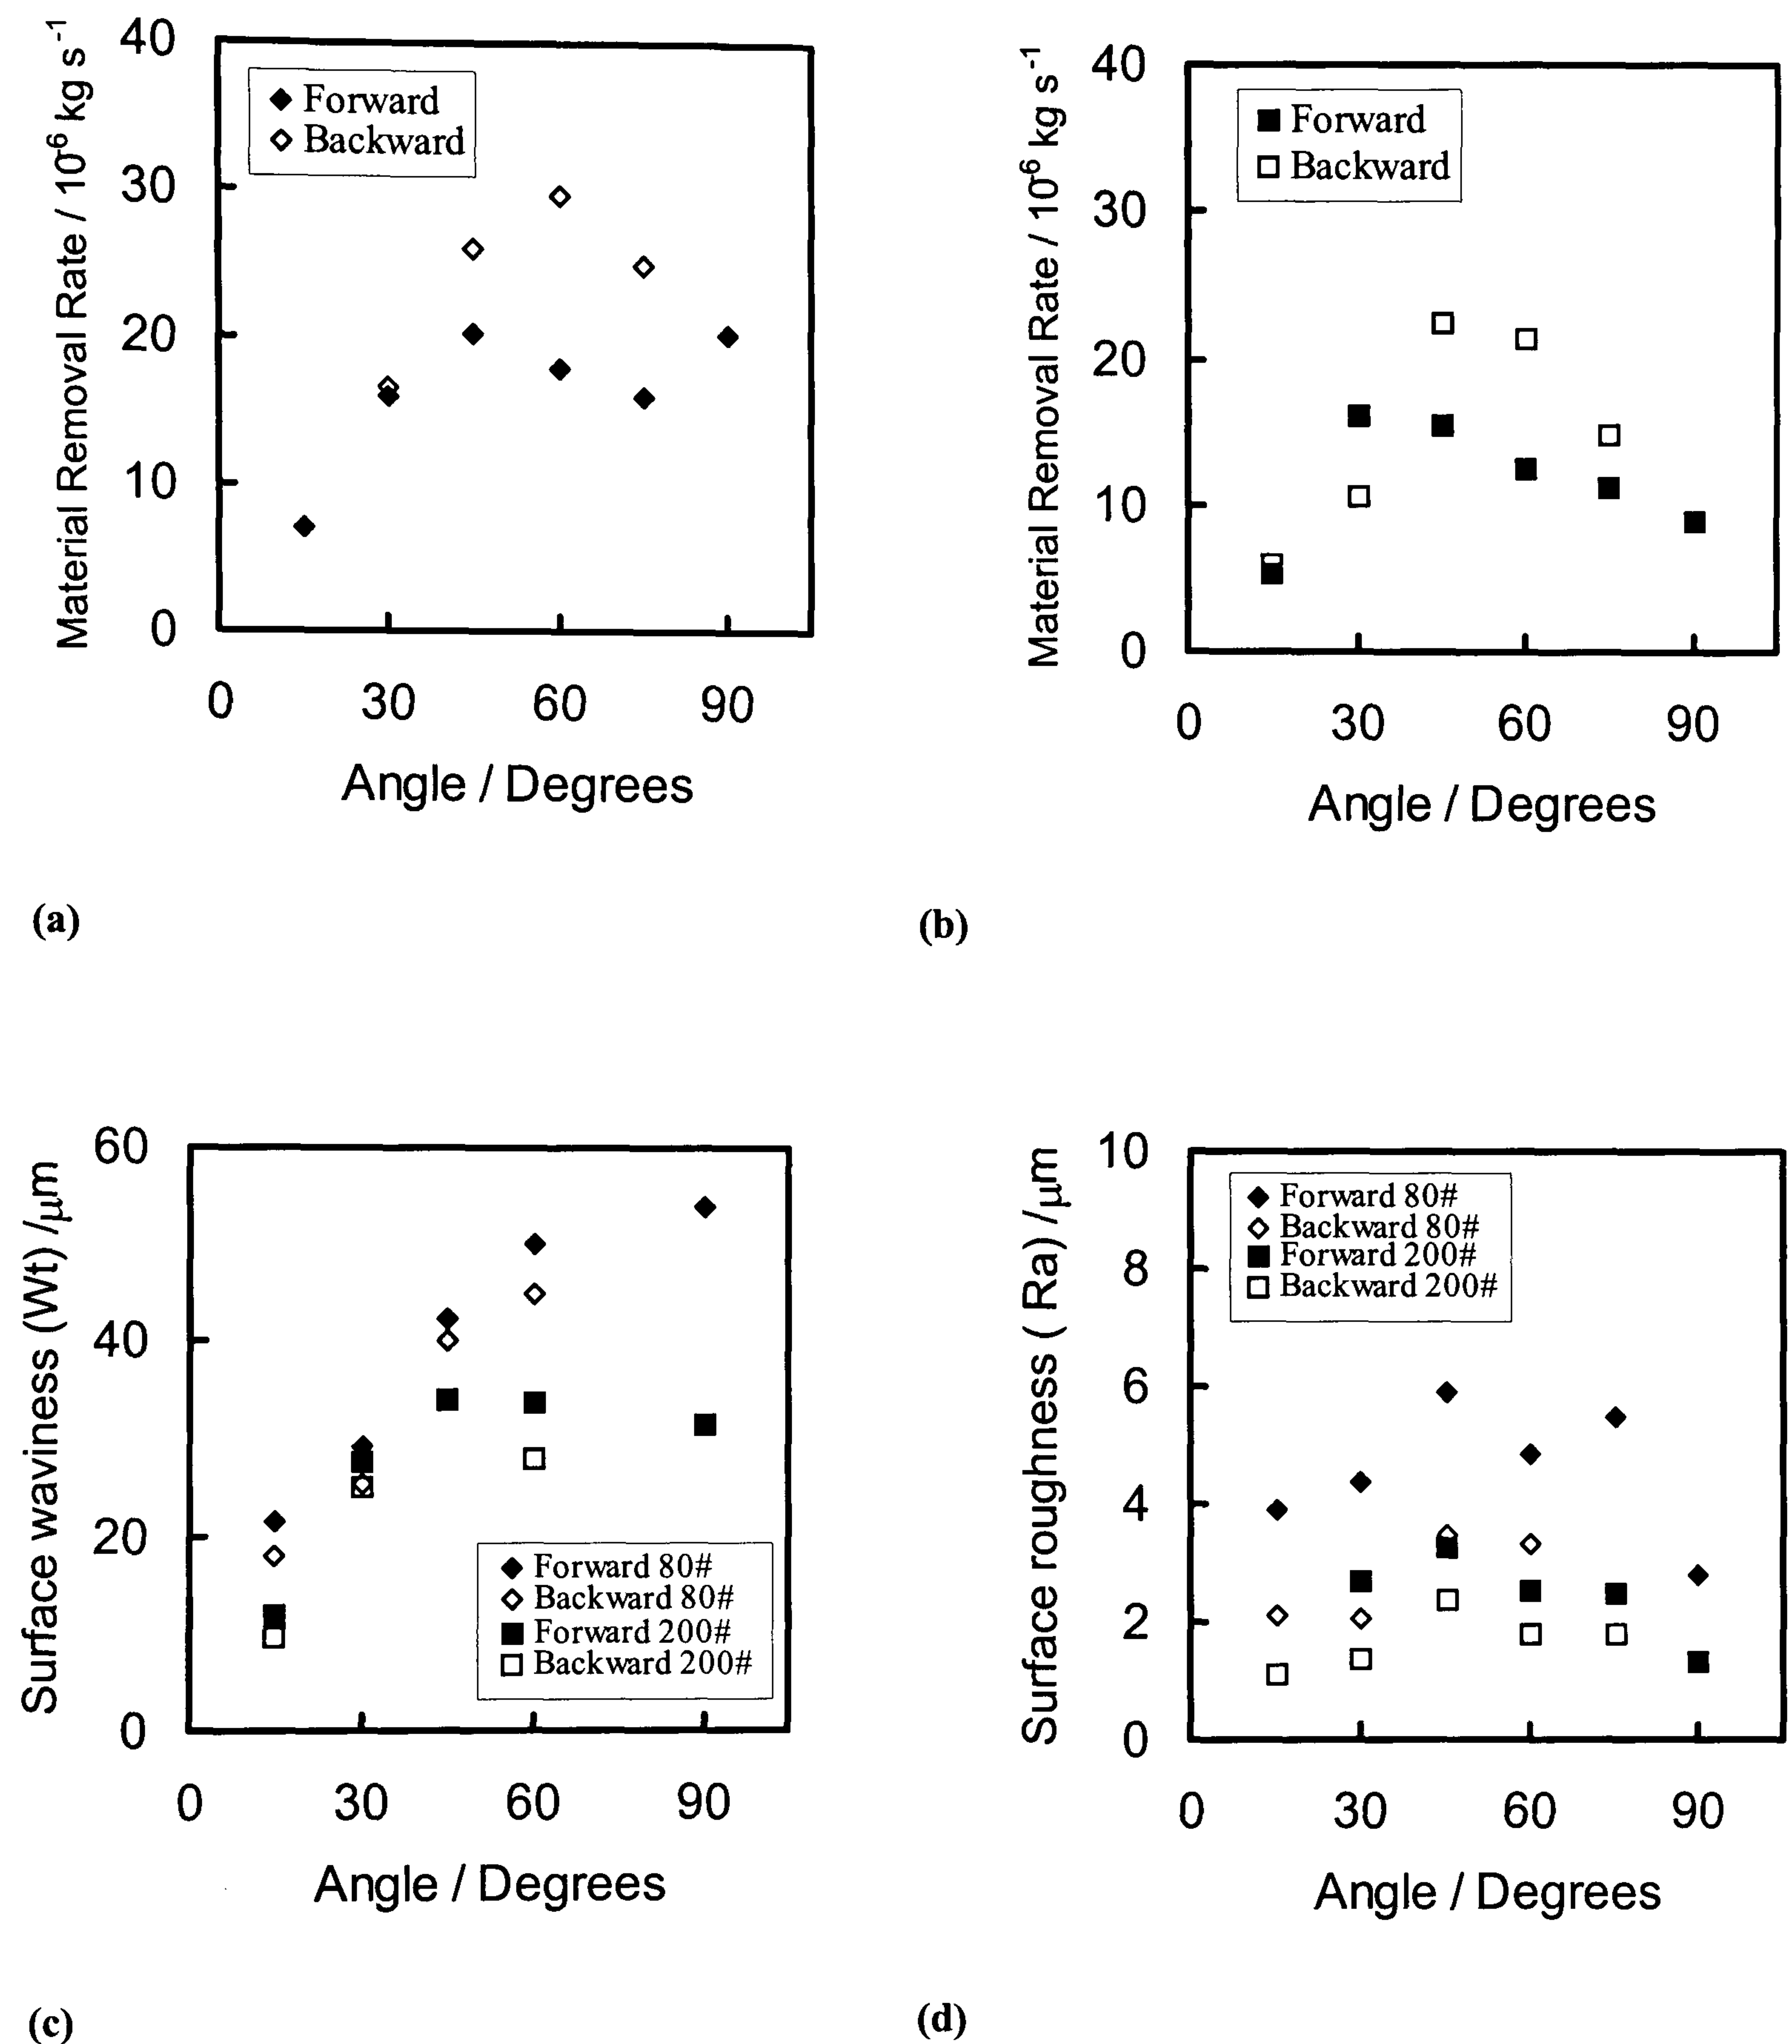 Material Removal Rate / 10⁻⁶ kg s⁻¹
40
30
20
10
0
Forward
Backward
0 30 60 90
Angle / Degrees
(a)
Material Removal Rate / 10⁻⁶ kg s⁻¹
40
30
20
10
0
Forward
Backward
0 30 60 90
Angle / Degrees
(b)
Surface waviness (Wt) /μm
60
40
20
0
Forward 80#
Backward 80#
Forward 200#
Backward 200#
0 30 60 90
Angle / Degrees
(c)
Surface roughness ( Ra) /μm
10
8
6
4
2
0
Forward 80#
Backward 80#
Forward 200#
Backward 200#
0 30 60 90
Angle / Degrees
(d)